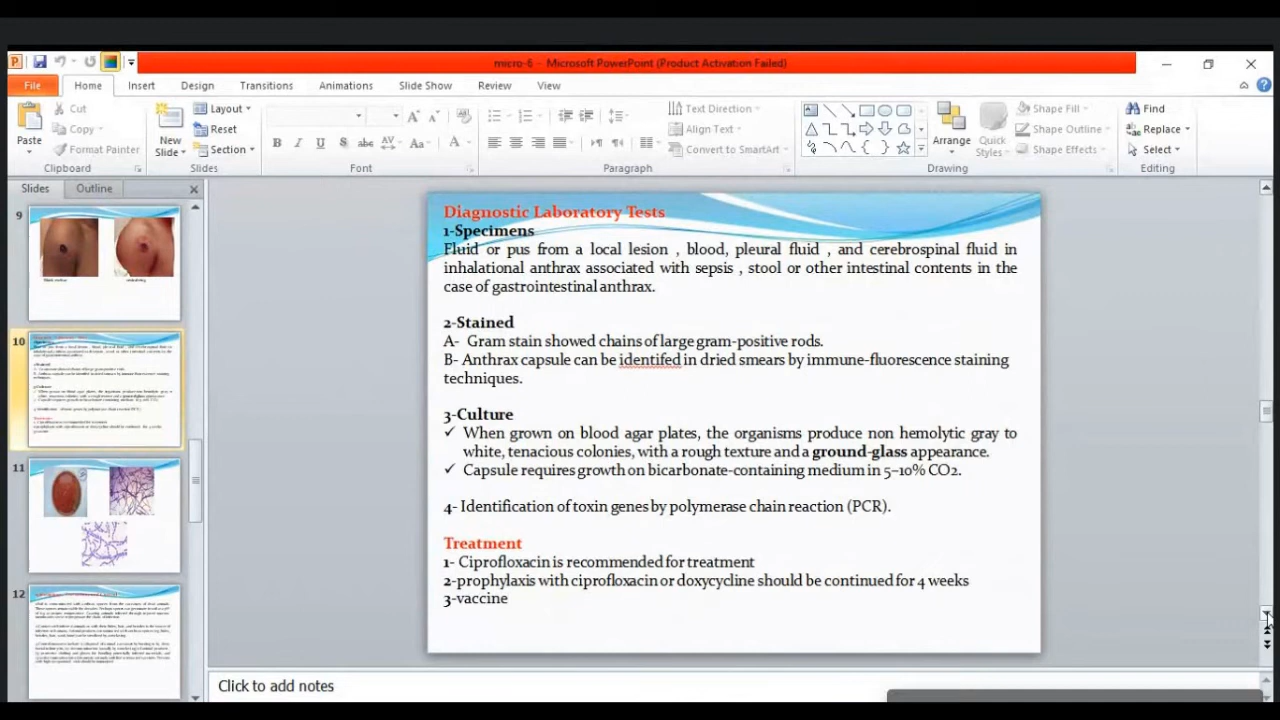 micro-6 - Microsoft PowerPoint (Product Activation Failed)
File Home Insert Design Transitions Animations Slide Show Review View
Paste
Cut
Copy
Format Painter
Clipboard
New Slide
Layout
Reset
Section
Slides
Font
Paragraph
Text Direction
Align Text
Convert to SmartArt
Arrange
Quick Styles
Shape Fill
Shape Outline
Shape Effects
Drawing
Find
Replace
Select
Editing
Slides Outline
9
10
11
12
Diagnostic Laboratory Tests
1-Specimens
Fluid or pus from a local lesion , blood, pleural fluid , and cerebrospinal fluid in
inhalational anthrax associated with sepsis , stool or other intestinal contents in the
case of gastrointestinal anthrax.
2-Stained
A- Gram stain showed chains of large gram-positive rods.
B- Anthrax capsule can be identifed in dried smears by immune-fluorescence staining
techniques.
3-Culture
✓ When grown on blood agar plates, the organisms produce non hemolytic gray to
white, tenacious colonies, with a rough texture and a ground-glass appearance.
✓ Capsule requires growth on bicarbonate-containing medium in 5–10% CO2.
4- Identification of toxin genes by polymerase chain reaction (PCR).
Treatment
1- Ciprofloxacin is recommended for treatment
2-prophylaxis with ciprofloxacin or doxycycline should be continued for 4 weeks
3-vaccine
Click to add notes